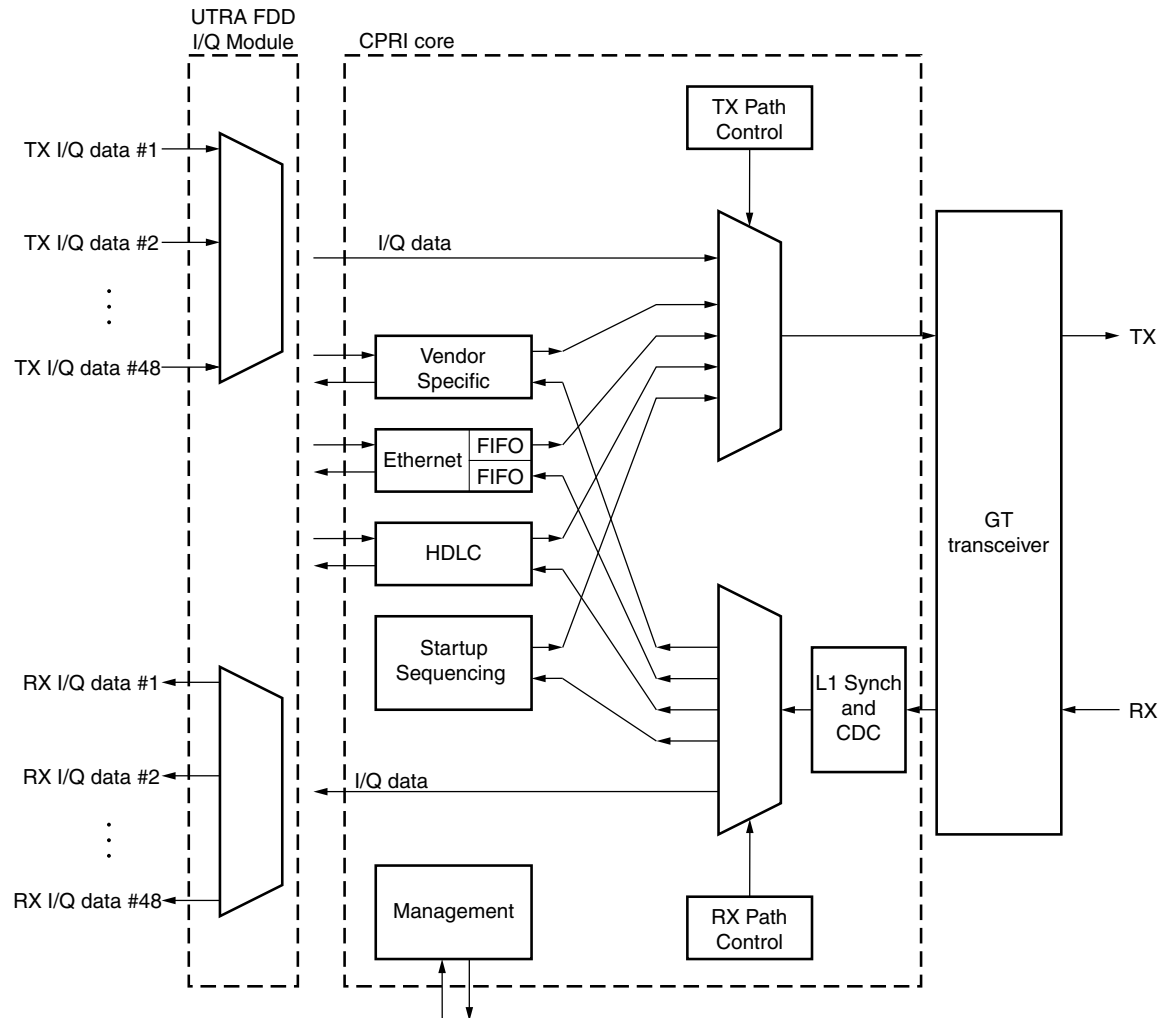 UTRA FDD
I/Q Module
CPRI core
TX Path
Control
TX I/Q data #1
TX I/Q data #2
TX I/Q data #48
I/Q data
Vendor
Specific
Ethernet
FIFO
FIFO
HDLC
Startup
Sequencing
TX
GT
transceiver
RX I/Q data #1
RX I/Q data #2
RX I/Q data #48
L1 Synch
and
CDC
RX
I/Q data
Management
RX Path
Control